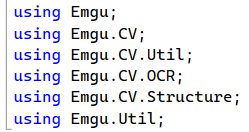 using Emgu;
using Emgu.CV;
using Emgu.CV.Util;
using Emgu.CV.OCR;
using Emgu.CV.Structure;
using Emgu.Util;